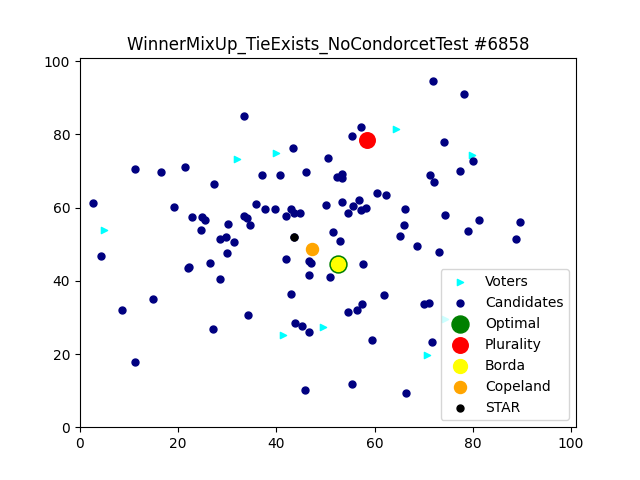 WinnerMixUp_TieExists_NoCondorcetTest #6858
100
80
60
40
20
0
0 20 40 60 80 100
Voters
Candidates
Optimal
Plurality
Borda
Copeland
STAR